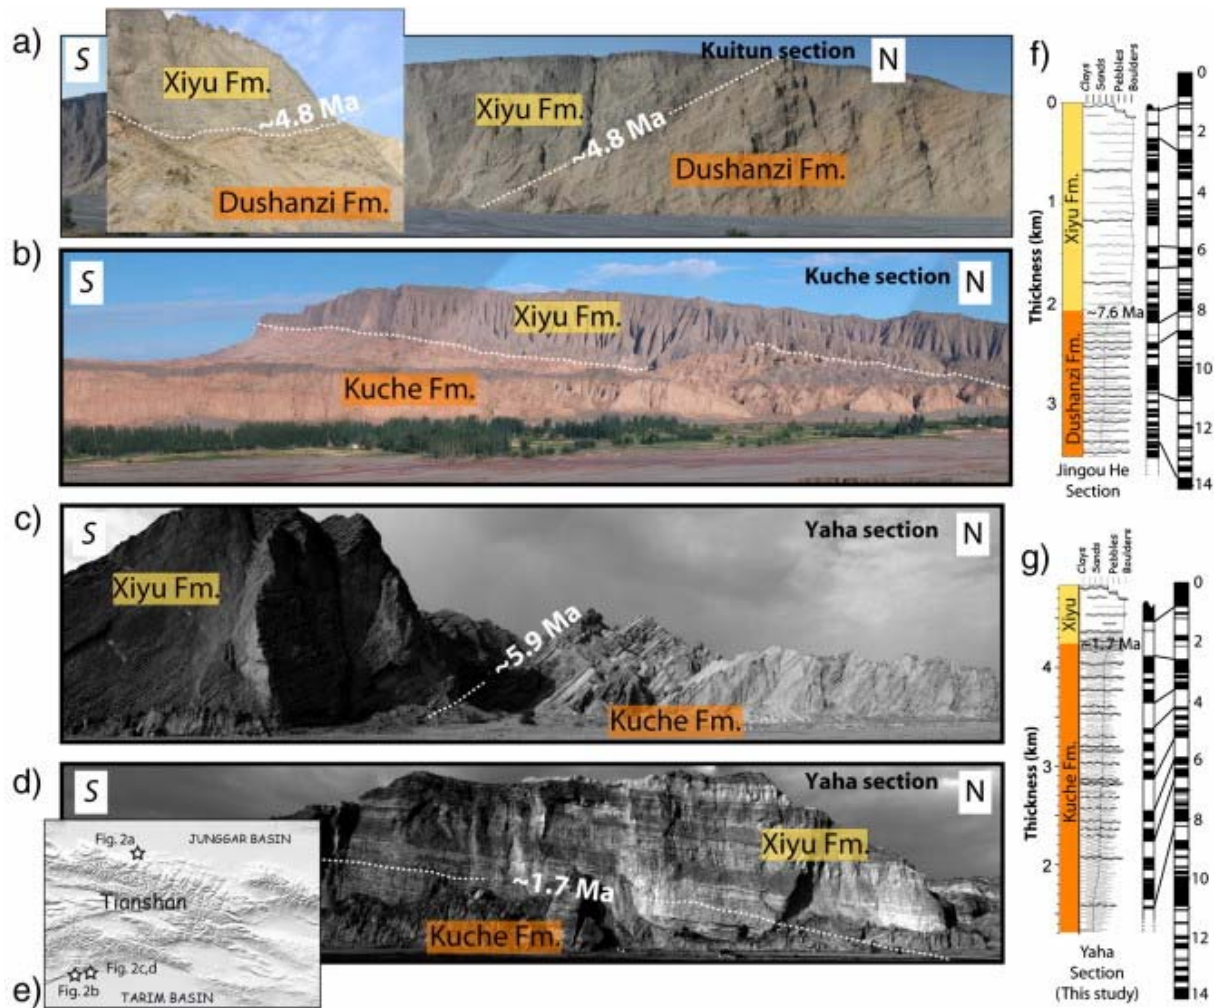 a)
S
Xiyu Fm.
~4.8 Ma
Dushanzi Fm.
Kuitun section
N
Xiyu Fm.
~4.8 Ma
Dushanzi Fm.
b)
S
Kuche section
N
Xiyu Fm.
Kuche Fm.
c)
S
Yaha section
N
Xiyu Fm.
~5.9 Ma
Kuche Fm.
d)
S
Yaha section
N
Xiyu Fm.
~1.7 Ma
Kuche Fm.
e)
Fig. 2a
JUNGGAR BASIN
Tianshan
Fig. 2c,d
Fig. 2b
TARIM BASIN
f)
Clays
Sands
Pebbles
Boulders
Thickness (km)
0
1
2
3
Xiyu Fm.
~7.6 Ma
Dushanzi Fm.
0
2
4
6
8
10
12
14
Jingou He
Section
g)
Clays
Sands
Pebbles
Boulders
Thickness (km)
4
3
2
Xiyu
~1.7 Ma
Kuche Fm.
0
2
4
6
8
10
12
14
Yaha
Section
(This study)